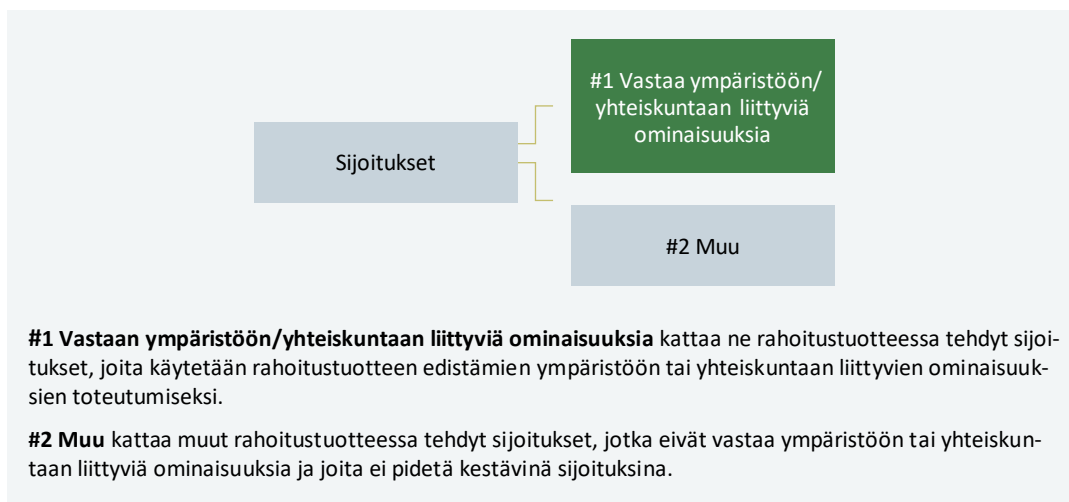 #1 Vastaa ympäristöön/
yhteiskuntaan liittyviä
ominaisuuksia
Sijoitukset
#2 Muu
#1 Vastaan ympäristöön/yhteiskuntaan liittyviä ominaisuuksia kattaa ne rahoitustuotteessa tehdyt sijoi-
tukset, joita käytetään rahoitustuotteen edistämien ympäristöön tai yhteiskuntaan liittyvien ominaisuuk-
sien toteutumiseksi.
#2 Muu kattaa muut rahoitustuotteessa tehdyt sijoitukset, jotka eivät vastaa ympäristöön tai yhteiskun-
taan liittyviä ominaisuuksia ja joita ei pidetä kestävinä sijoituksina.